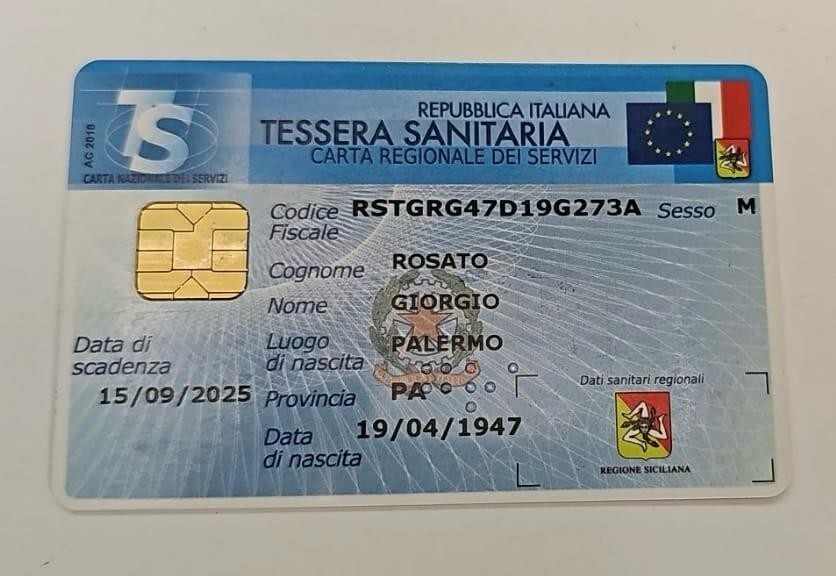 TS
AC 2018
CARTA NAZIONALE DEI SERVIZI
REPUBBLICA ITALIANA
TESSERA SANITARIA
CARTA REGIONALE DEI SERVIZI
Codice Fiscale RSTGRG47D19G273A Sesso M
Cognome ROSATO
Nome GIORGIO
Luogo di nascita PALERMO
Provincia PA
Data di nascita 19/04/1947
Data di scadenza
15/09/2025
Dati sanitari regionali
REGIONE SICILIANA